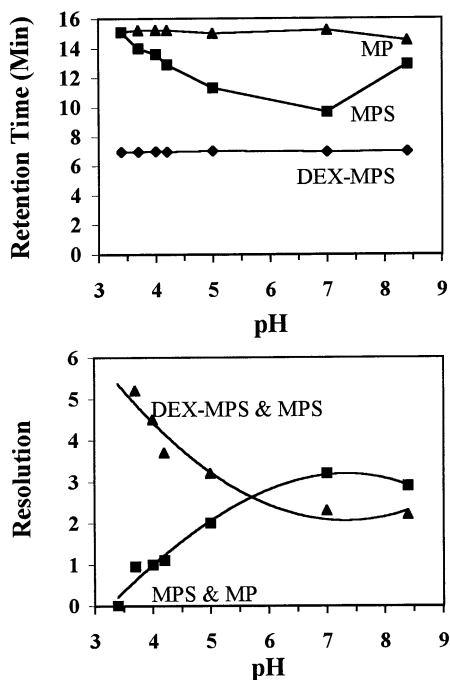 Retention Time (Min)
16
14
12
10
8
6
4
2
0
MP
MPS
DEX-MPS
3 4 5 6 7 8 9
pH
Resolution
6
5
4
3
2
1
0
DEX-MPS & MPS
MPS & MP
3 4 5 6 7 8 9
pH